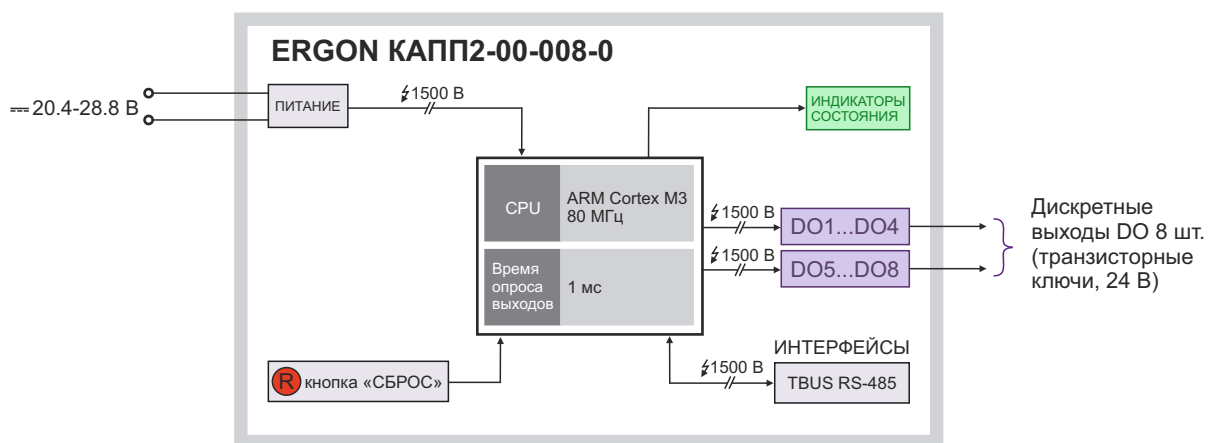 ERGON КАПП2-00-008-0
20.4-28.8 В
ПИТАНИЕ
1500 В
ИНДИКАТОРЫ
СОСТОЯНИЯ
CPU
ARM Cortex M3
80 МГц
Время
опроса
выходов
1 мс
1500 В
DO1...DO4
1500 В
DO5...DO8
Дискретные
выходы DO 8 шт.
(транзисторные
ключи, 24 В)
R кнопка «СБРОС»
ИНТЕРФЕЙСЫ
1500 В
TBUS RS-485